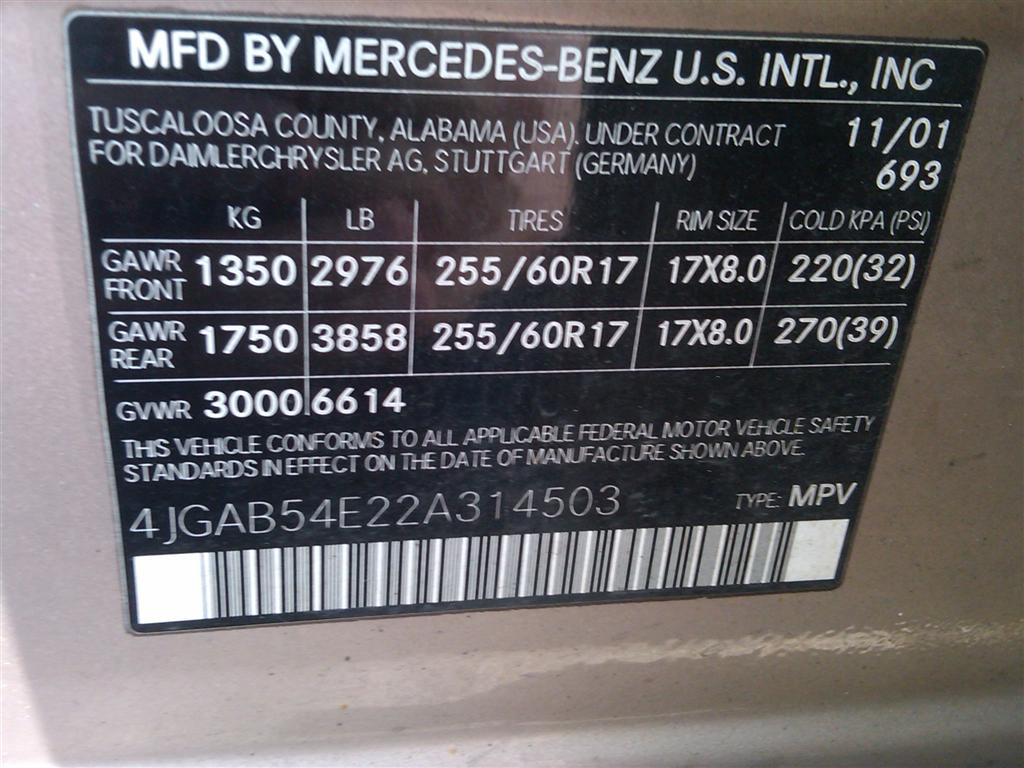 MFD BY MERCEDES-BENZ U.S. INTL., INC
TUSCALOOSA COUNTY, ALABAMA (USA). UNDER CONTRACT 11/01
FOR DAIMLERCHRYSLER AG, STUTTGART (GERMANY) 693
KG LB TIRES RIM SIZE COLD KPA (PSI)
GAWR FRONT 1350 2976 255/60R17 17X8.0 220(32)
GAWR REAR 1750 3858 255/60R17 17X8.0 270(39)
GVWR 3000 6614
THIS VEHICLE CONFORMS TO ALL APPLICABLE FEDERAL MOTOR VEHICLE SAFETY
STANDARDS IN EFFECT ON THE DATE OF MANUFACTURE SHOWN ABOVE.
4JGAB54E22A314503 TYPE: MPV